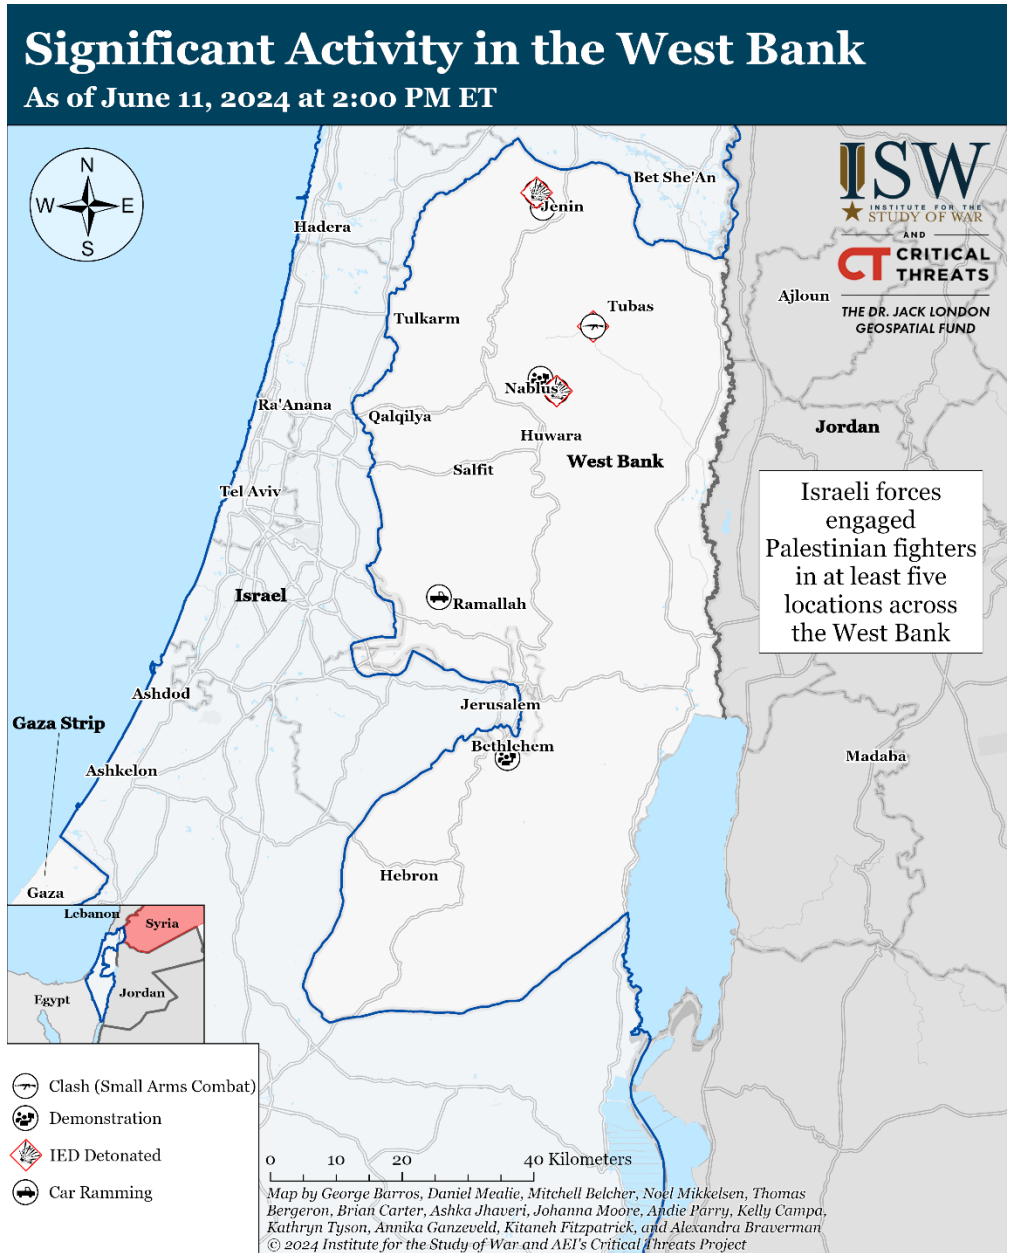 Significant Activity in the West Bank
As of June 11, 2024 at 2:00 PM ET
N
W
E
S
ISW
INSTITUTE FOR THE
STUDY OF WAR
AND
CT CRITICAL
THREATS
THE DR. JACK LONDON
GEOSPATIAL FUND
Bet She'An
Jenin
Hadera
Ajloun
Tubas
Tulkarm
Nablus
Ra'Anana
Qalqilya
Jordan
Huwara
West Bank
Salfit
Tel Aviv
Israeli forces
engaged
Palestinian fighters
in at least five
locations across
the West Bank
Israel
Ramallah
Ashdod
Jerusalem
Gaza Strip
Bethlehem
Madaba
Ashkelon
Hebron
Gaza
Lebanon
Syria
Jordan
Egypt
Clash (Small Arms Combat)
Demonstration
IED Detonated
Car Ramming
0 10 20 40 Kilometers
Map by George Barros, Daniel Mealie, Mitchell Belcher, Noel Mikkelsen, Thomas
Bergeron, Brian Carter, Ashka Jhaveri, Johanna Moore, Andie Parry, Kelly Campa,
Kathryn Tyson, Annika Ganzeveld, Kitaneh Fitzpatrick, and Alexandra Braverman
© 2024 Institute for the Study of War and AEI's Critical Threats Project